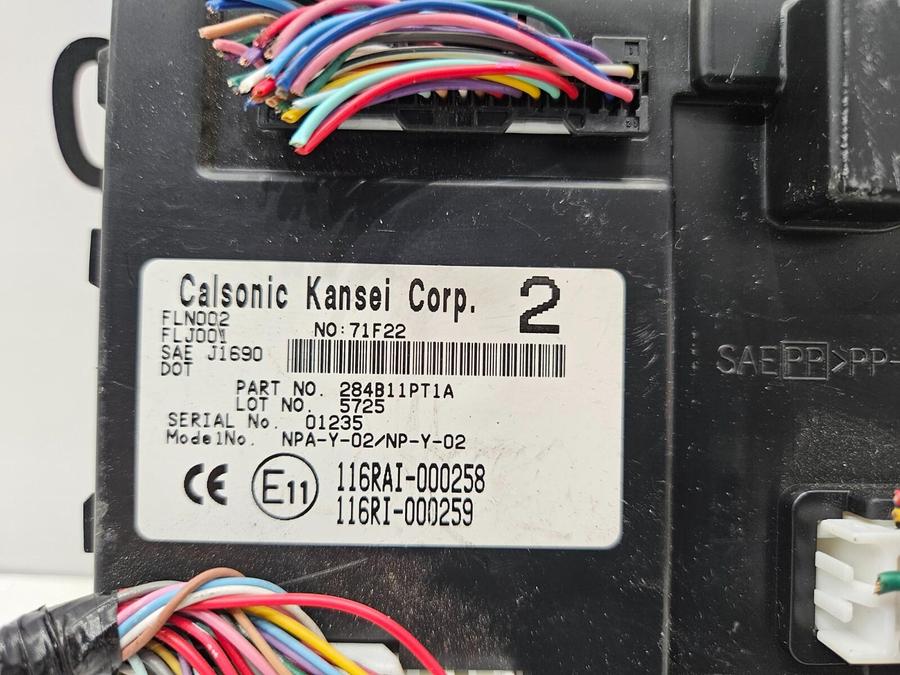 Calsonic Kansei Corp. 2
FLN002
FLJ001
NO:71F22
SAE J1690
DOT
PART NO. 284B11PT1A
LOT NO. 5725
SERIAL No. 01235
ModelNo. NPA-Y-02/NP-Y-02
CE E11 116RAI-000258
116RI-000259
SAE PP >PP-